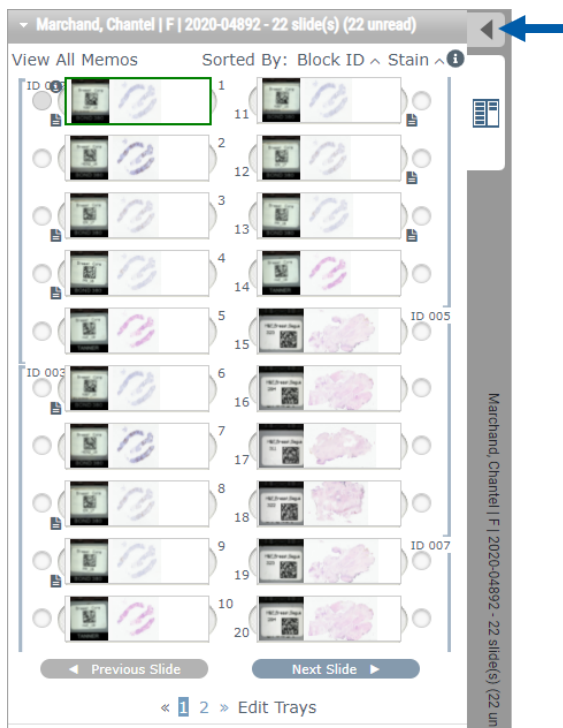 Marchand, Chantel | F | 2020-04892 - 22 slide(s) (22 unread)
View All Memos
Sorted By: Block ID Stain
1
11
2
12
3
13
4
14
5
ID 005
15
ID 003
6
16
7
17
8
18
9
ID 007
19
10
20
Previous Slide
Next Slide
« 1 2 » Edit Trays
Marchand, Chantel | F | 2020-04892 - 22 slide(s) (22 un